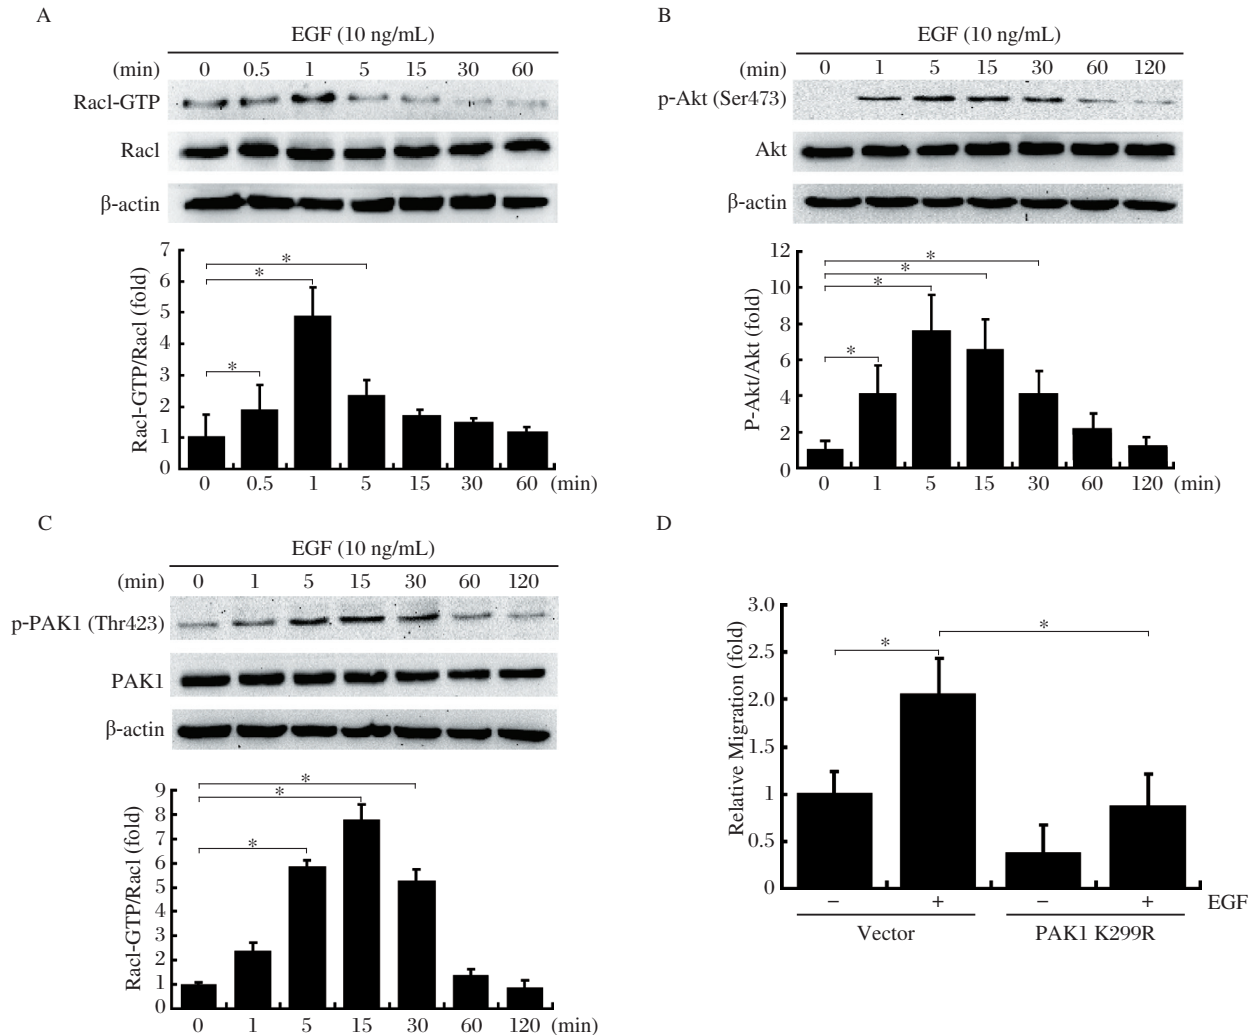 A
EGF (10 ng/mL)
(min) 0 0.5 1 5 15 30 60
Racl-GTP
Racl
β-actin
Racl-GTP/Racl (fold)
7
6
5
4
3
2
1
0
* * *
0 0.5 1 5 15 30 60 (min)
B
EGF (10 ng/mL)
(min) 0 1 5 15 30 60 120
p-Akt (Ser473)
Akt
β-actin
P-Akt/Akt (fold)
12
10
8
6
4
2
0
* * * *
0 1 5 15 30 60 120 (min)
C
EGF (10 ng/mL)
(min) 0 1 5 15 30 60 120
p-PAK1 (Thr423)
PAK1
β-actin
Racl-GTP/Racl (fold)
9
8
7
6
5
4
3
2
1
0
* * *
0 1 5 15 30 60 120 (min)
D
Relative Migration (fold)
3.0
2.5
2.0
1.5
1
0.5
0
* *
− + − + EGF
Vector PAK1 K299R